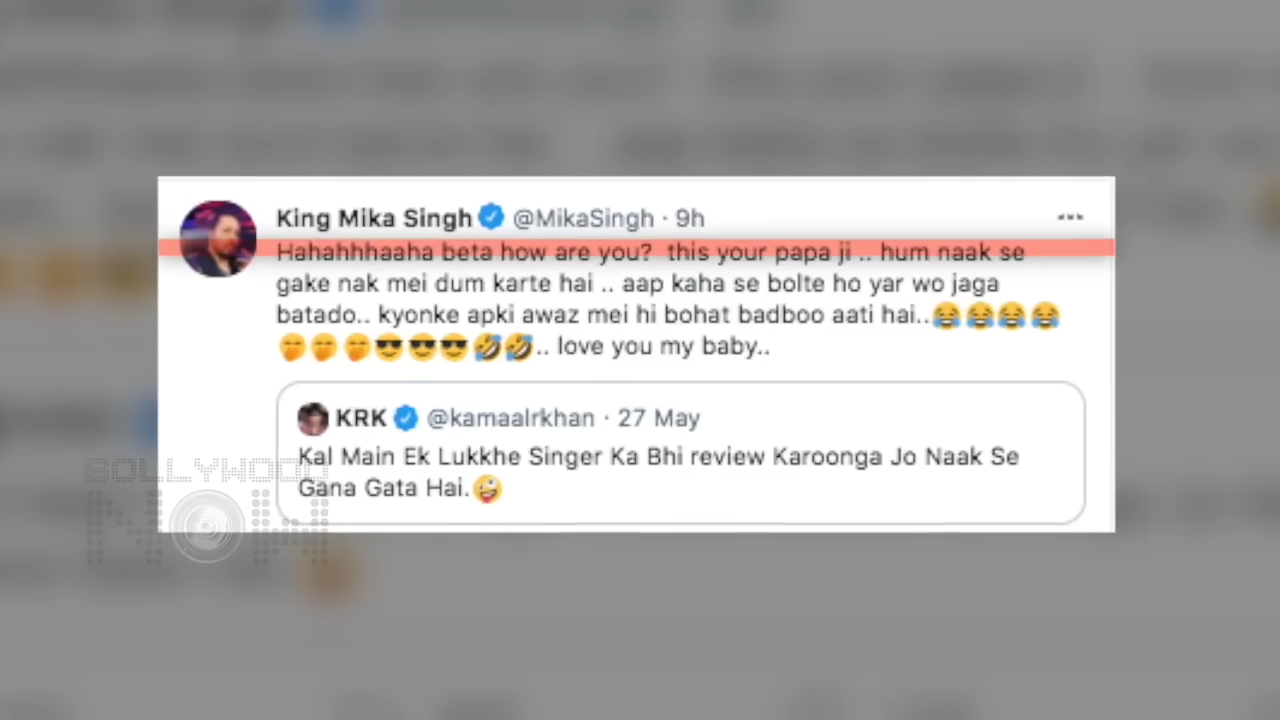 King Mika Singh @MikaSingh · 9h
Hahahhhaaha beta how are you? this your papa ji .. hum naak se
gake nak mei dum karte hai .. aap kaha se bolte ho yar wo jaga
batado.. kyonke apki awaz mei hi bohat badboo aati hai..😂😂😂😂
🤭🤭🤭😎😎😎🤣🤣.. love you my baby..
KRK @kamaalrkhan · 27 May
Kal Main Ek Lukkhe Singer Ka Bhi review Karoonga Jo Naak Se
Gana Gata Hai.🤪
BOLLYWOOD
NOW